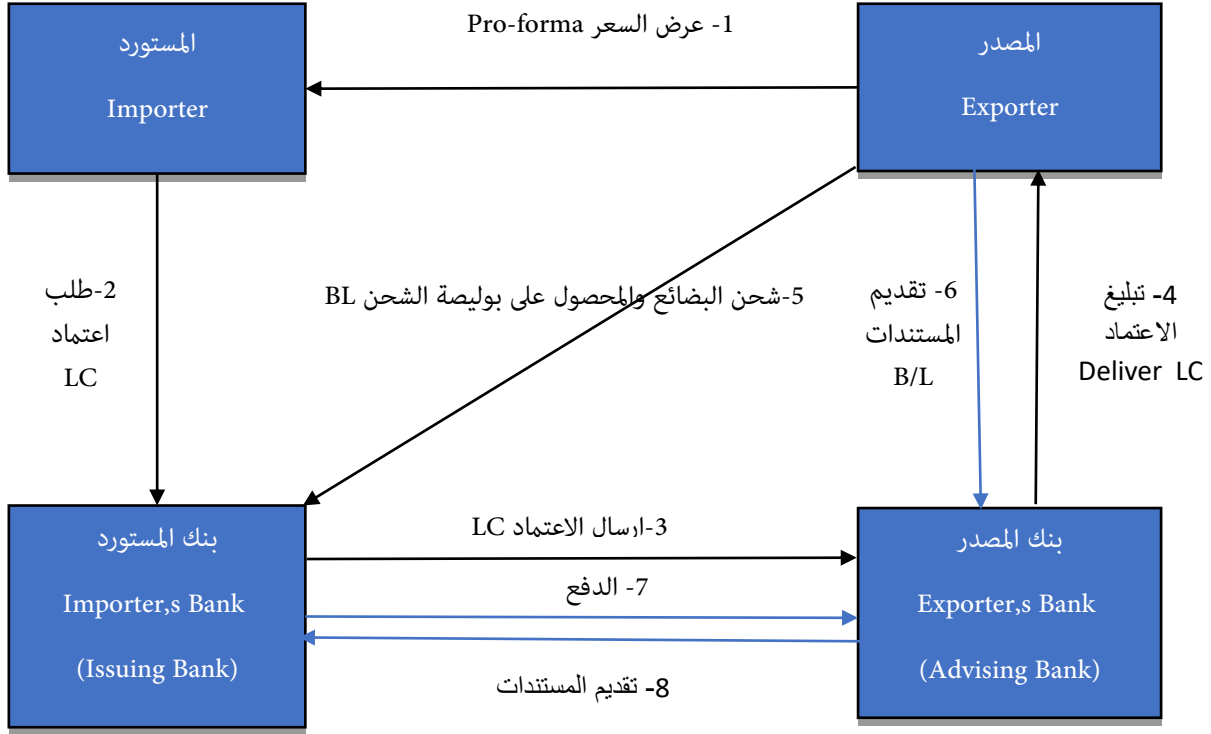 1- عرض السعر Pro-forma
المستورد
Importer
المصدر
Exporter
2-طلب
اعتماد
LC
5-شحن البضائع والمحصول على بوليصة الشحن BL
6- تقديم
المستندات
B/L
4- تبليغ
الاعتماد
Deliver LC
بنك المستورد
Importer,s Bank
(Issuing Bank)
3-ارسال الاعتماد LC
7- الدفع
8- تقديم المستندات
بنك المصدر
Exporter,s Bank
(Advising Bank)